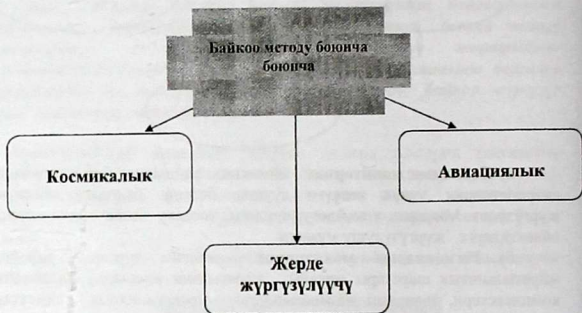 Байкоо методу боюнча
боюнча
Космикалык
Авиациялык
Жерде
жүргүзүлүүчү